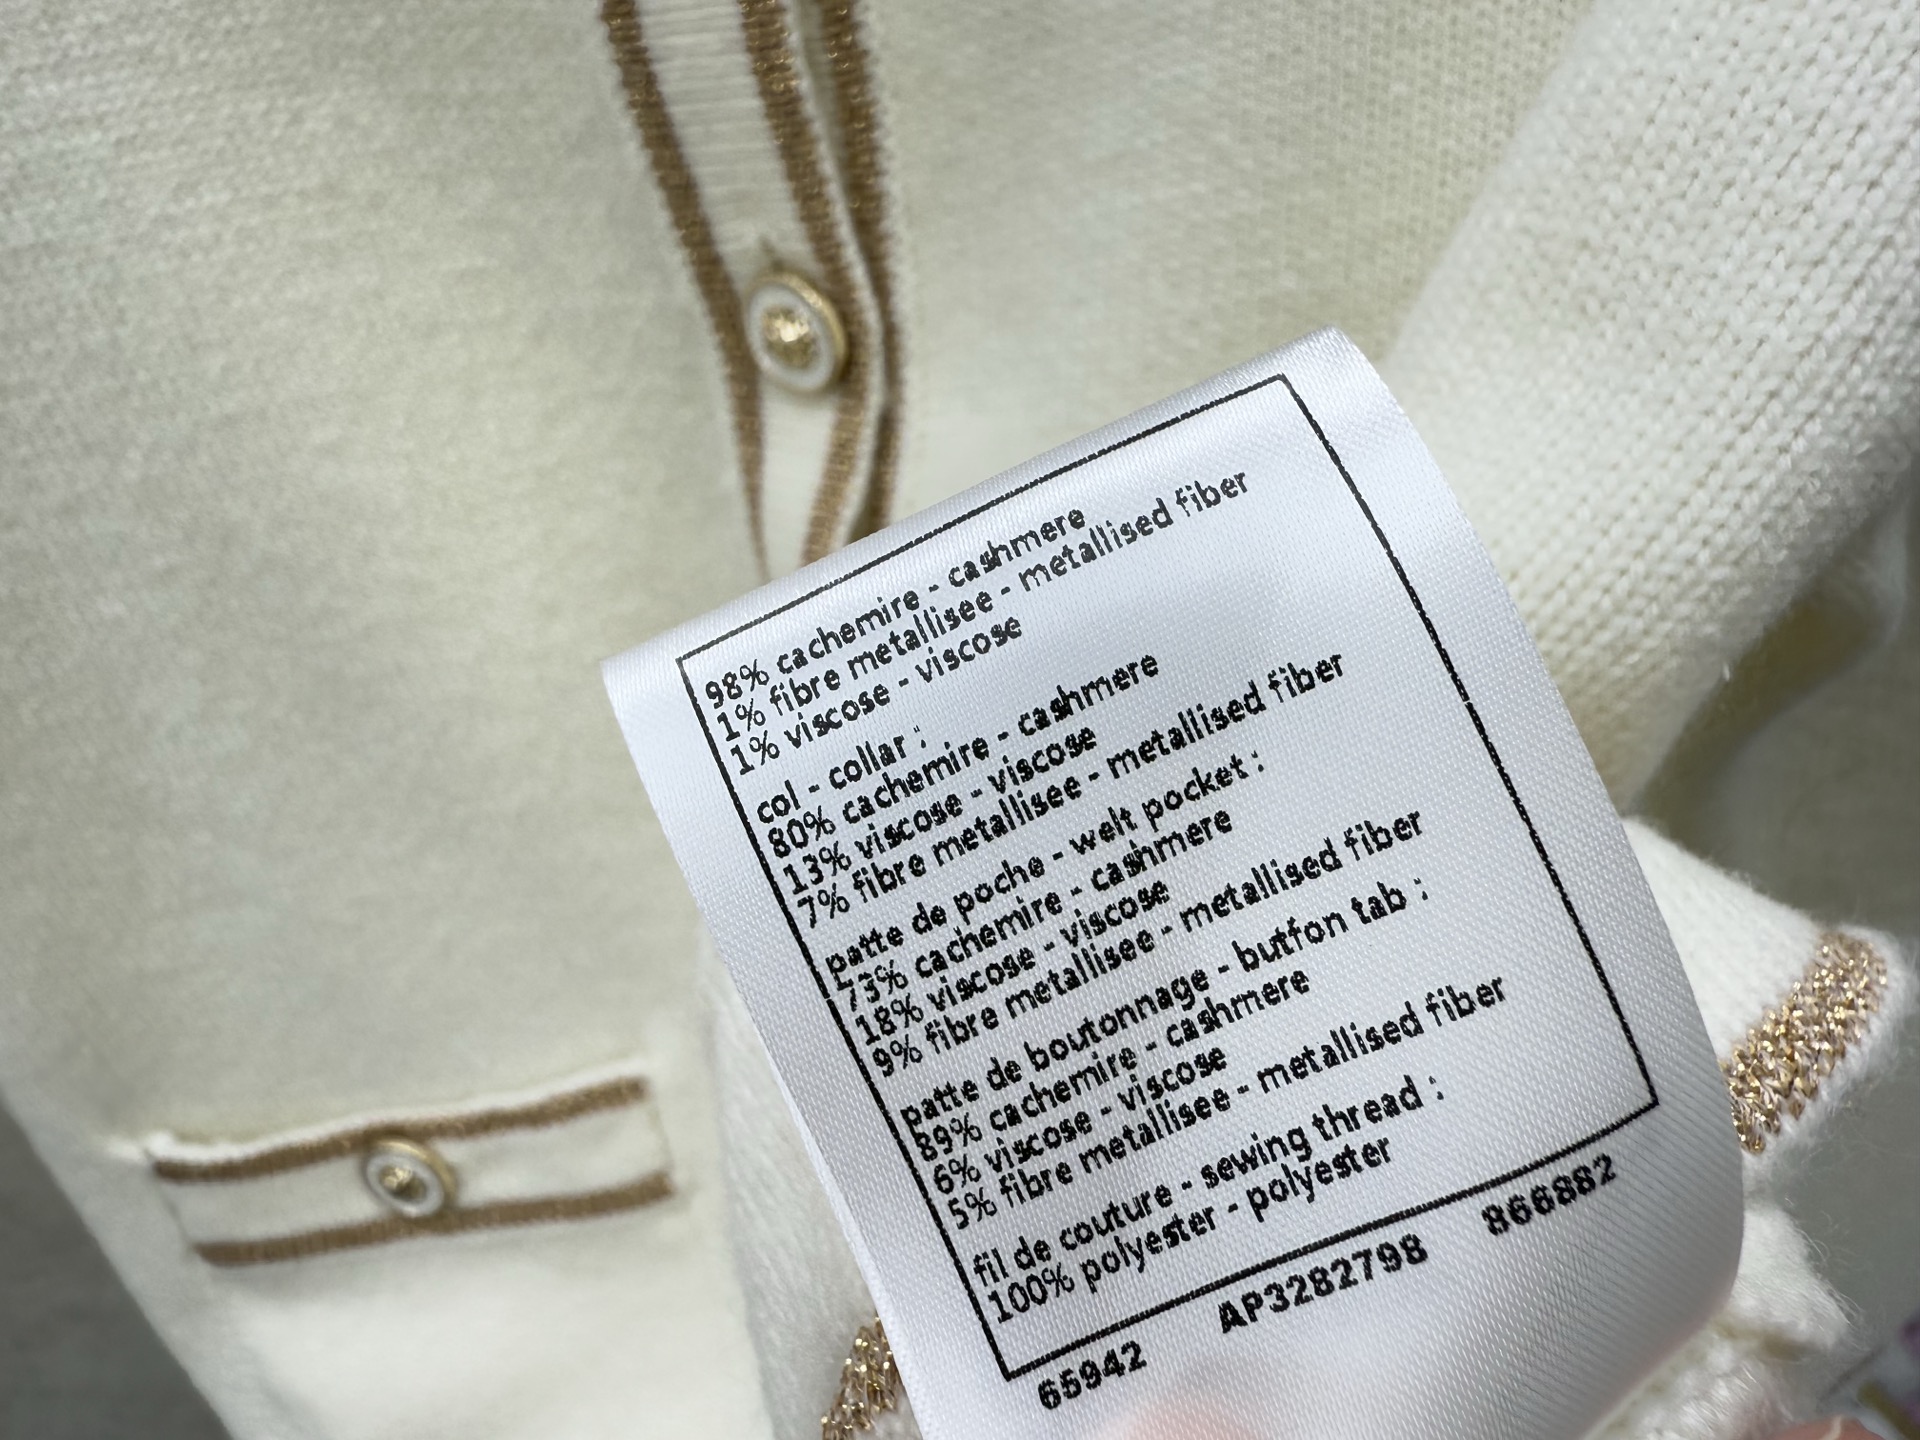 98% cachemire - cashmere
1% fibre metallisee - metallised fiber
1% viscose - viscose
col - collar :
80% cachemire - cashmere
13% viscose - viscose
7% fibre metallisee - metallised fiber
patte de poche - welt pocket :
73% cachemire - cashmere
18% viscose - viscose
9% fibre metallisee - metallised fiber
patte de boutonnage - button tab :
89% cachemire - cashmere
6% viscose - viscose
5% fibre metallisee - metallised fiber
fil de couture - sewing thread :
100% polyester - polyester
65942 AP3282798 866882